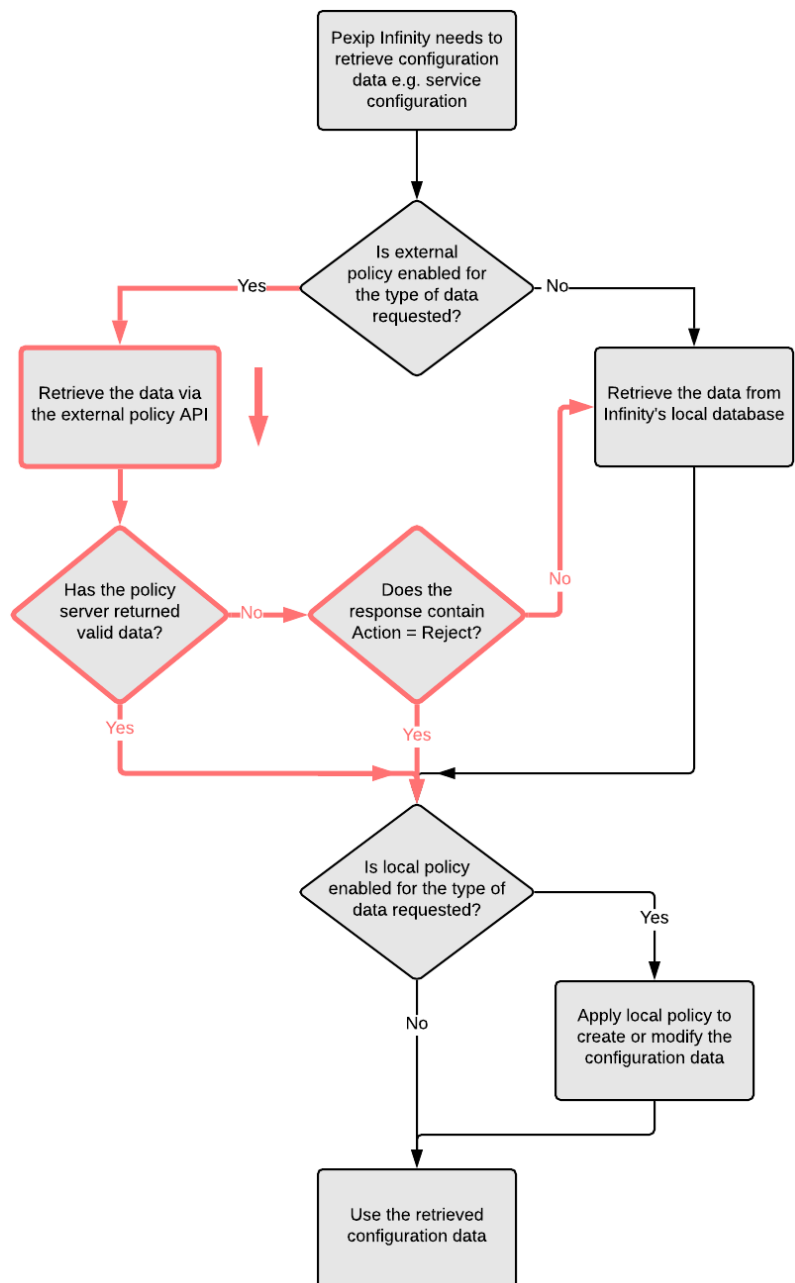 Pexip Infinity needs to
retrieve configuration
data e.g. service
configuration
Is external
policy enabled for
the type of data
requested?
Yes
No
Retrieve the data via
the external policy API
Retrieve the data from
Infinity's local database
Has the policy
server returned
valid data?
No
Does the
response contain
Action = Reject?
No
Yes
Yes
Is local policy
enabled for the type of
data requested?
Yes
No
Apply local policy to
create or modify the
configuration data
Use the retrieved
configuration data